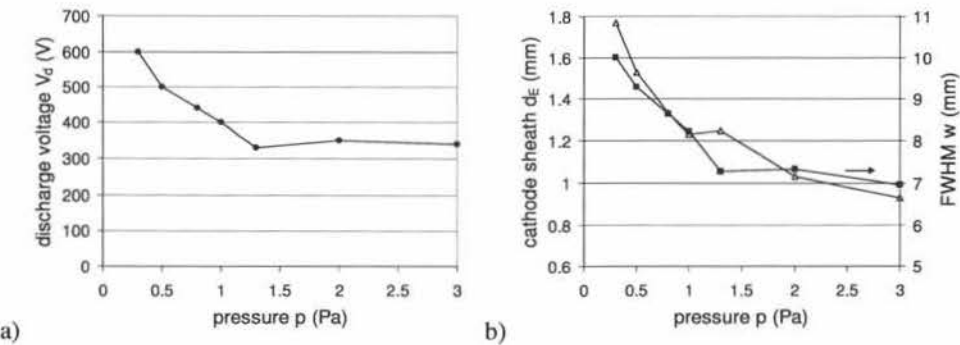 700
600
500
400
300
200
100
0
discharge voltage V_d (V)
0 0.5 1 1.5 2 2.5 3
pressure p (Pa)
a)
1.8
1.6
1.4
1.2
1
0.8
0.6
cathode sheath d_E (mm)
11
10
9
8
7
6
5
FWHM w (mm)
0 0.5 1 1.5 2 2.5 3
pressure p (Pa)
b)